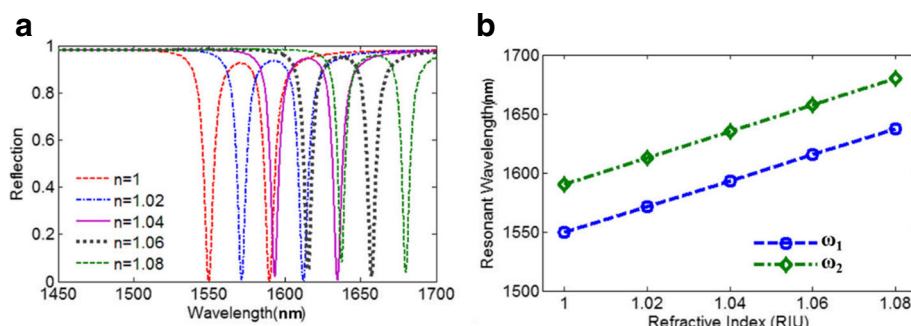 a
1
0.8
0.6
0.4
0.2
0
Reflection
n=1
n=1.02
n=1.04
n=1.06
n=1.08
1450 1500 1550 1600 1650 1700
Wavelength(nm)
b
1700
1650
1600
1550
1500
Resonant Wavelength(nm)
ω1
ω2
1 1.02 1.04 1.06 1.08
Refractive Index (RIU)